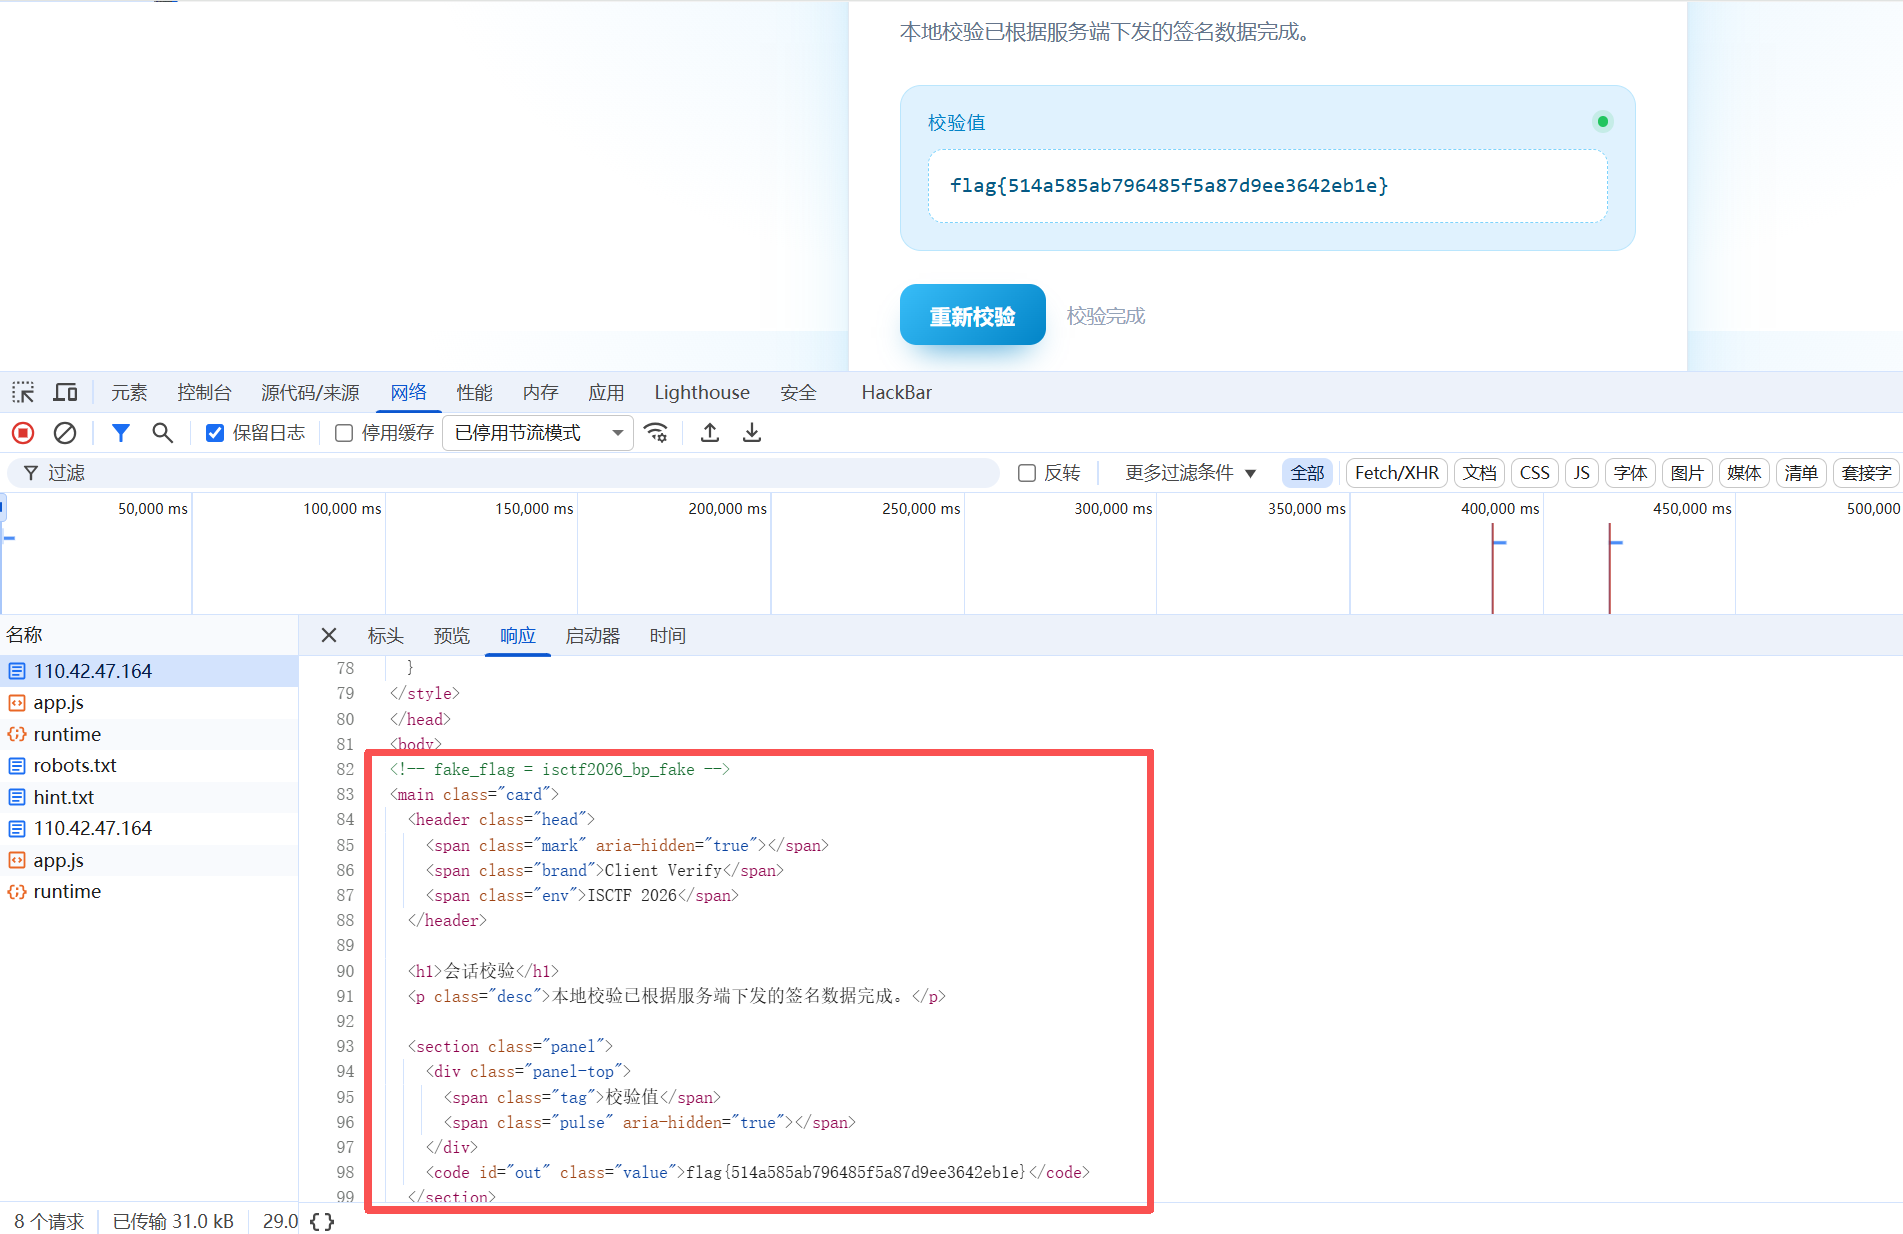 本地校验已根据服务端下发的签名数据完成。
校验值
flag{514a585ab796485f5a87d9ee3642eb1e}
重新校验 校验完成
元素 控制台 源代码/来源 网络 性能 内存 应用 Lighthouse 安全 HackBar
保留日志 停用缓存 已停用节流模式
过滤 反转 更多过滤条件 全部 Fetch/XHR 文档 CSS JS 字体 图片 媒体 清单 套接字
50,000 ms 100,000 ms 150,000 ms 200,000 ms 250,000 ms 300,000 ms 350,000 ms 400,000 ms 450,000 ms 500,000
名称
110.42.47.164
app.js
runtime
robots.txt
hint.txt
110.42.47.164
app.js
runtime
8 个请求 已传输 31.0 kB 29.0
标头 预览 响应 启动器 时间
78 }
79 </style>
80 </head>
81 <body>
82 <!-- fake_flag = isctf2026_bp_fake -->
83 <main class="card">
84 <header class="head">
85 <span class="mark" aria-hidden="true"></span>
86 <span class="brand">Client Verify</span>
87 <span class="env">ISCTF 2026</span>
88 </header>
89
90 <h1>会话校验</h1>
91 <p class="desc">本地校验已根据服务端下发的签名数据完成。</p>
92
93 <section class="panel">
94 <div class="panel-top">
95 <span class="tag">校验值</span>
96 <span class="pulse" aria-hidden="true"></span>
97 </div>
98 <code id="out" class="value">flag{514a585ab796485f5a87d9ee3642eb1e}</code>
99 </section>
{}